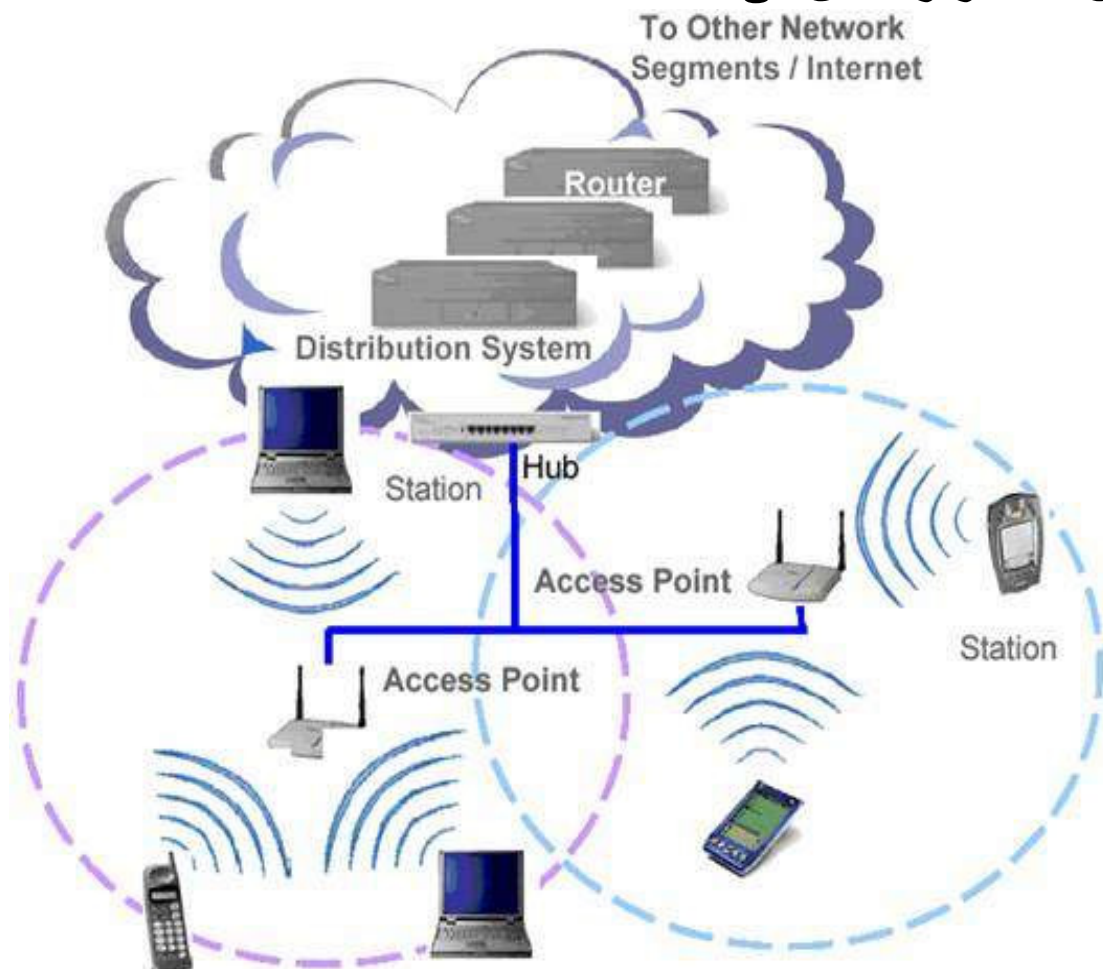 To Other Network
Segments / Internet
Router
Distribution System
Hub
Station
Access Point
Station
Access Point